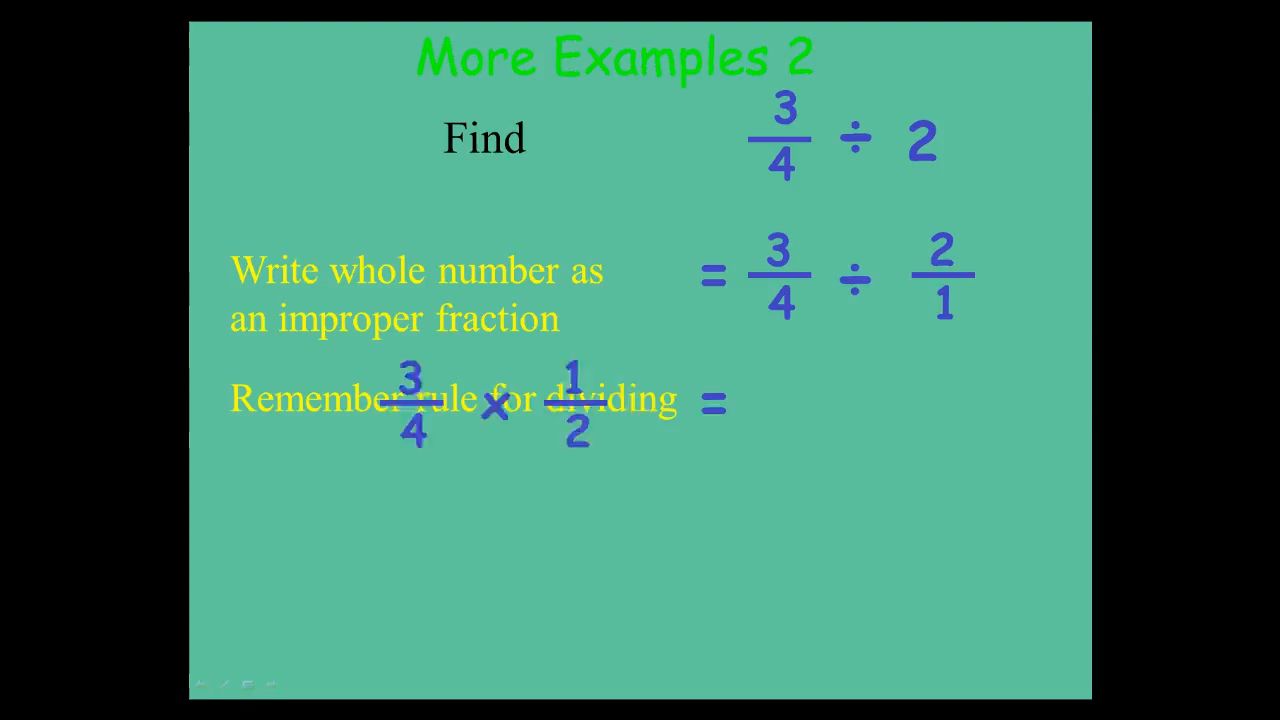 More Examples 2
Find 3/4 ÷ 2
Write whole number as
an improper fraction
= 3/4 ÷ 2/1
Remember rule for dividing =
3/4 x 1/2